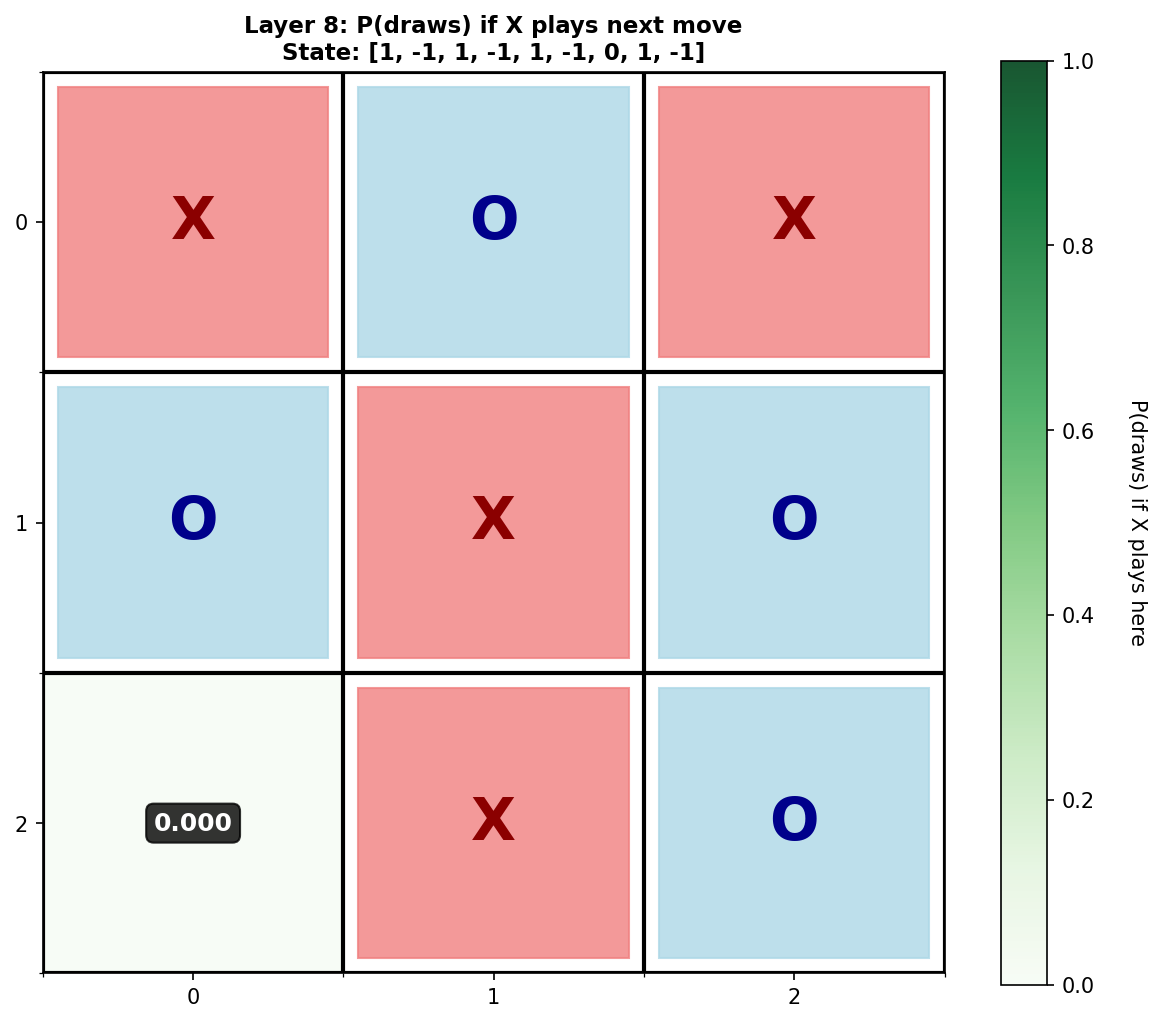 Layer 8: P(draws) if X plays next move
State: [1, -1, 1, -1, 1, -1, 0, 1, -1]
X O X
0
O X O
1
0.000 X O
2
0 1 2
1.0
0.8
0.6
0.4
0.2
0.0
P(draws) if X plays here